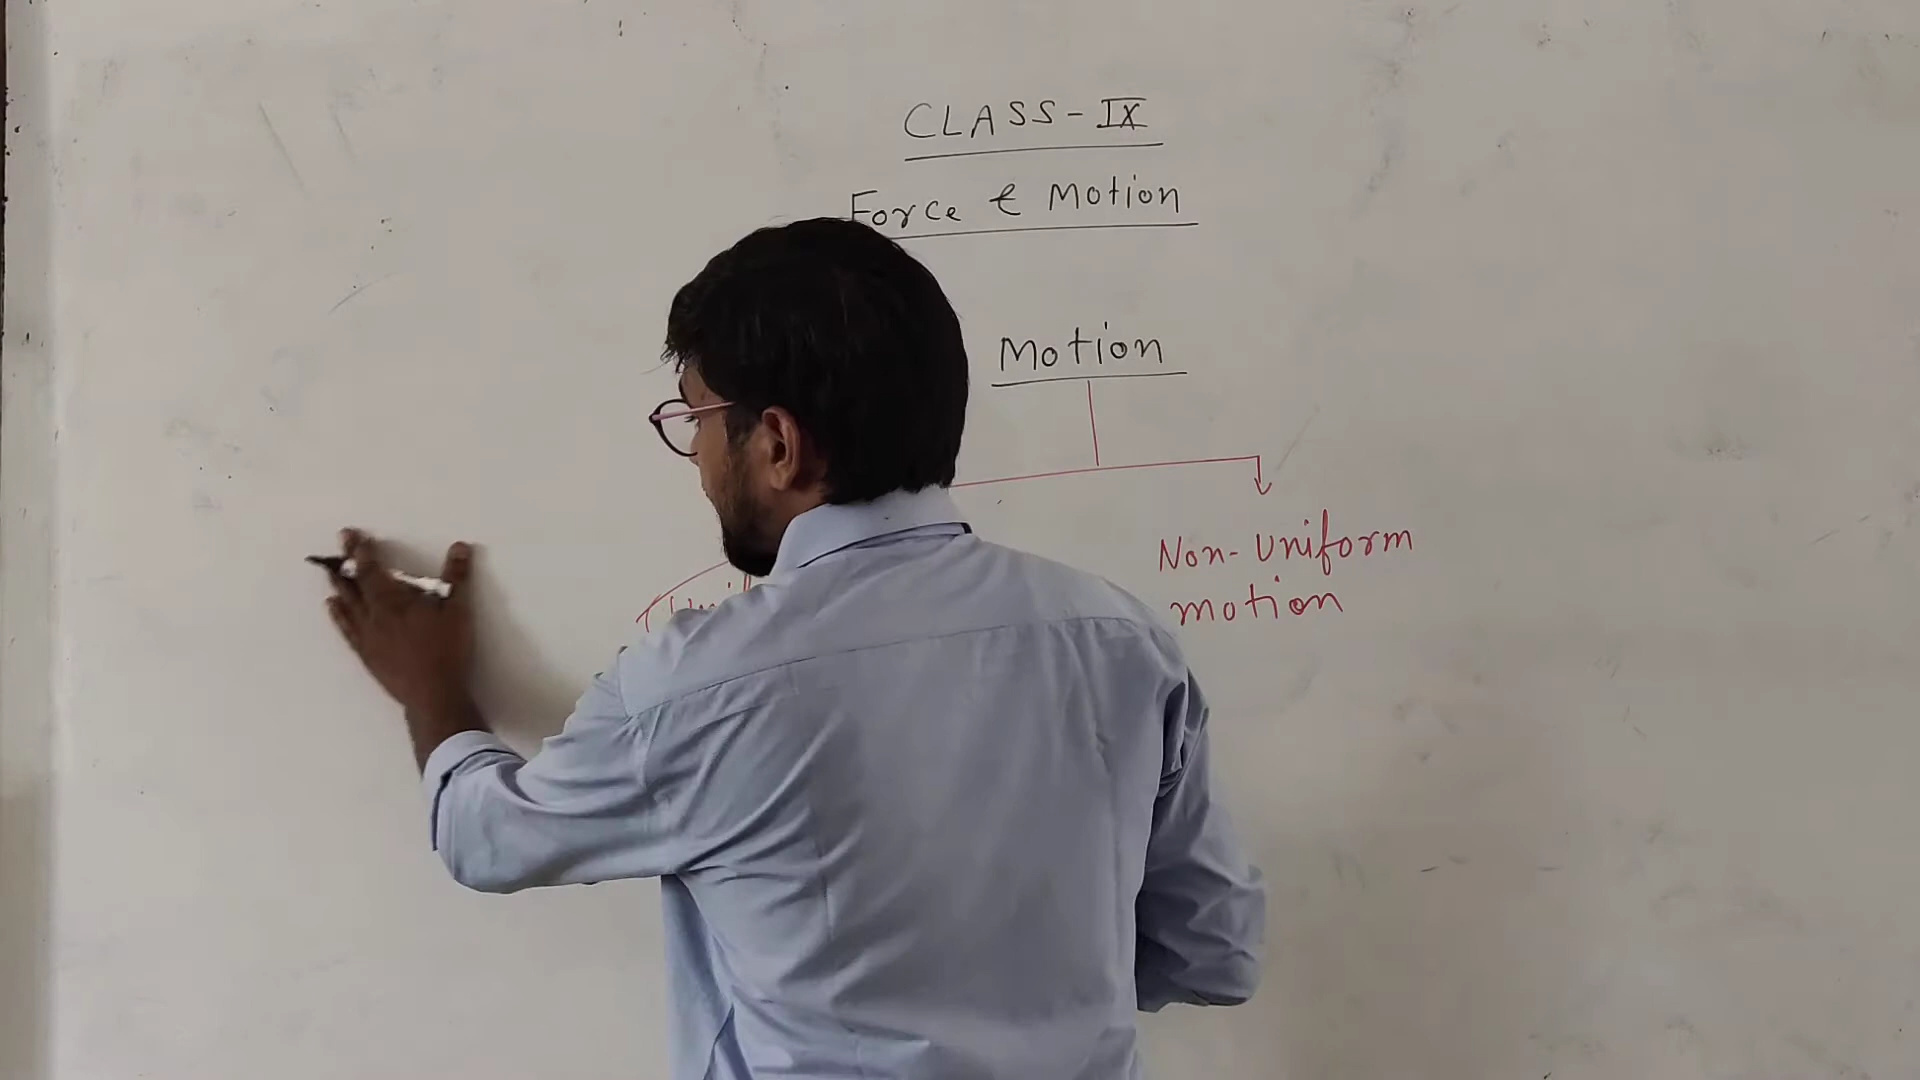 CLASS - IX
Force & Motion
Motion
Non-Uniform
motion